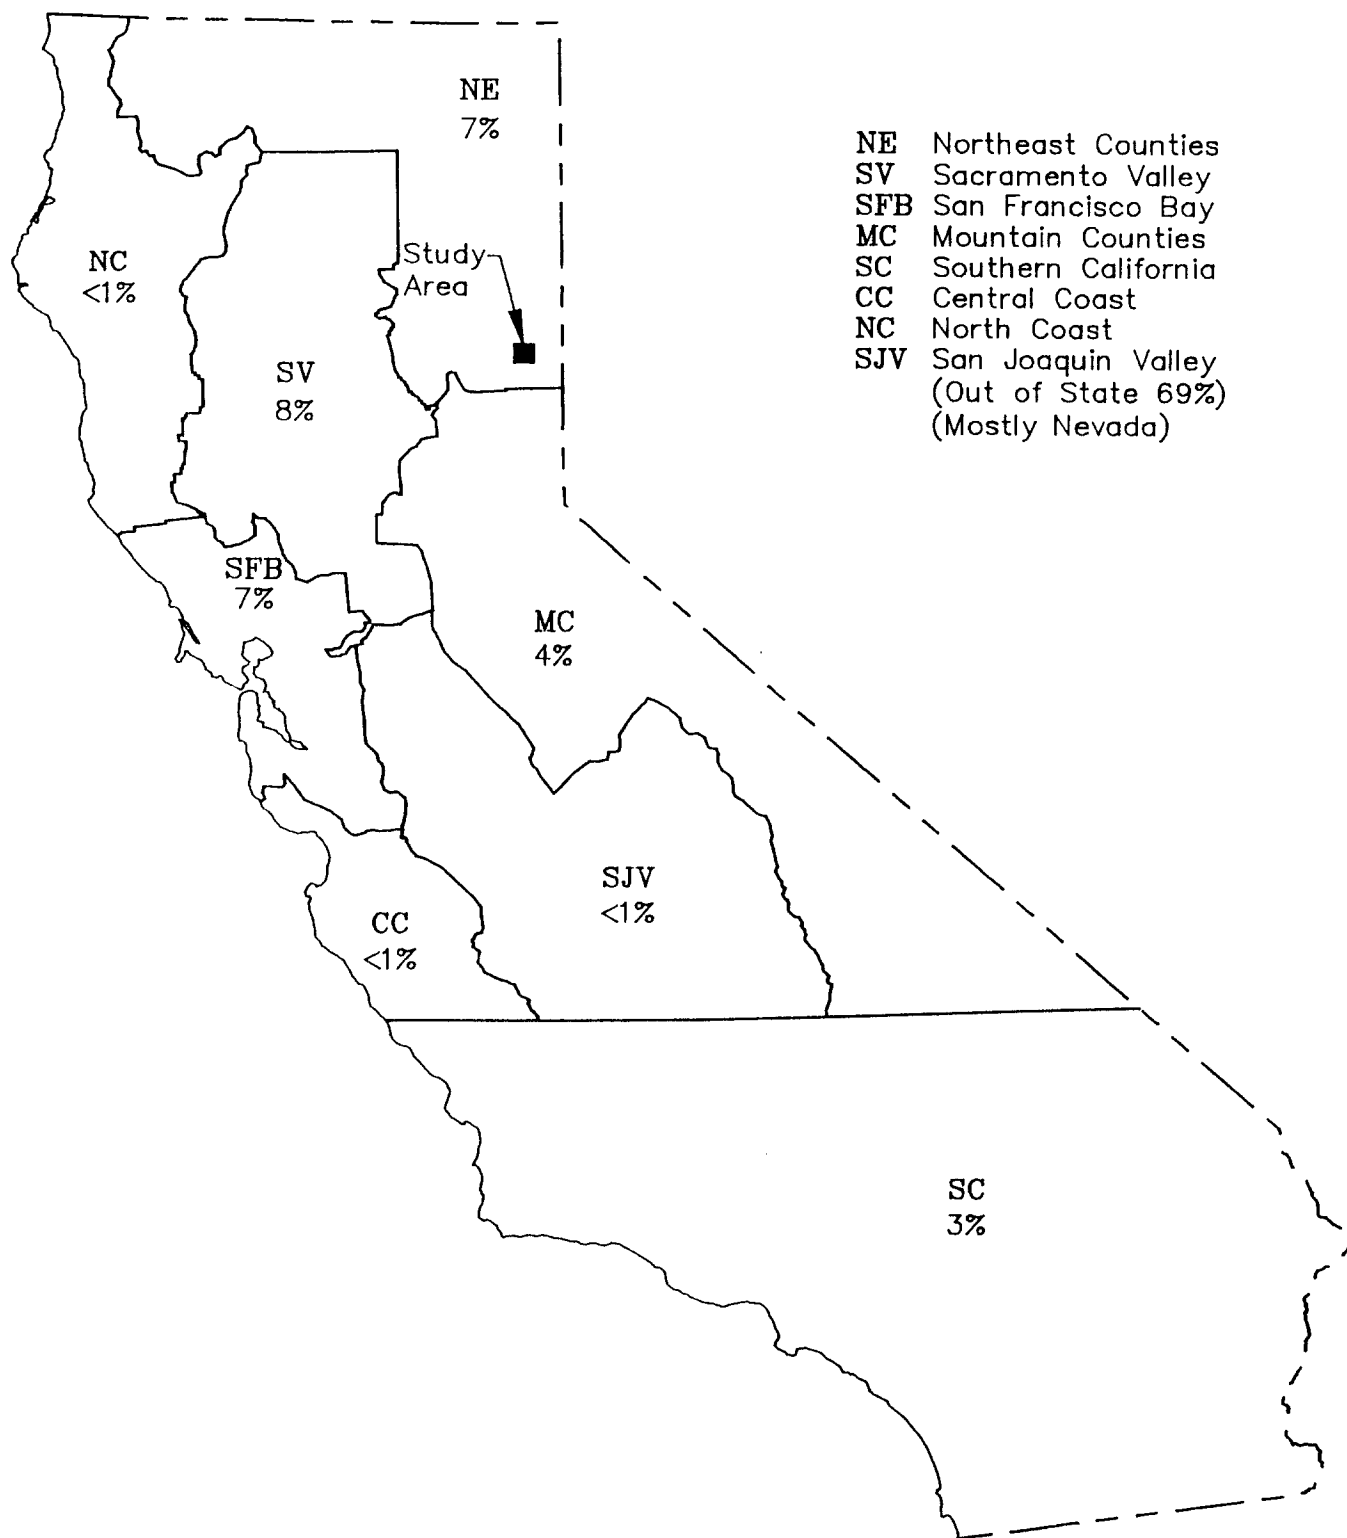 NE
7%
NE Northeast Counties
SV Sacramento Valley
SFB San Francisco Bay
MC Mountain Counties
SC Southern California
CC Central Coast
NC North Coast
SJV San Joaquin Valley
(Out of State 69%)
(Mostly Nevada)
Study
Area
NC
<1%
SV
8%
SFB
7%
MC
4%
SJV
<1%
CC
<1%
SC
3%